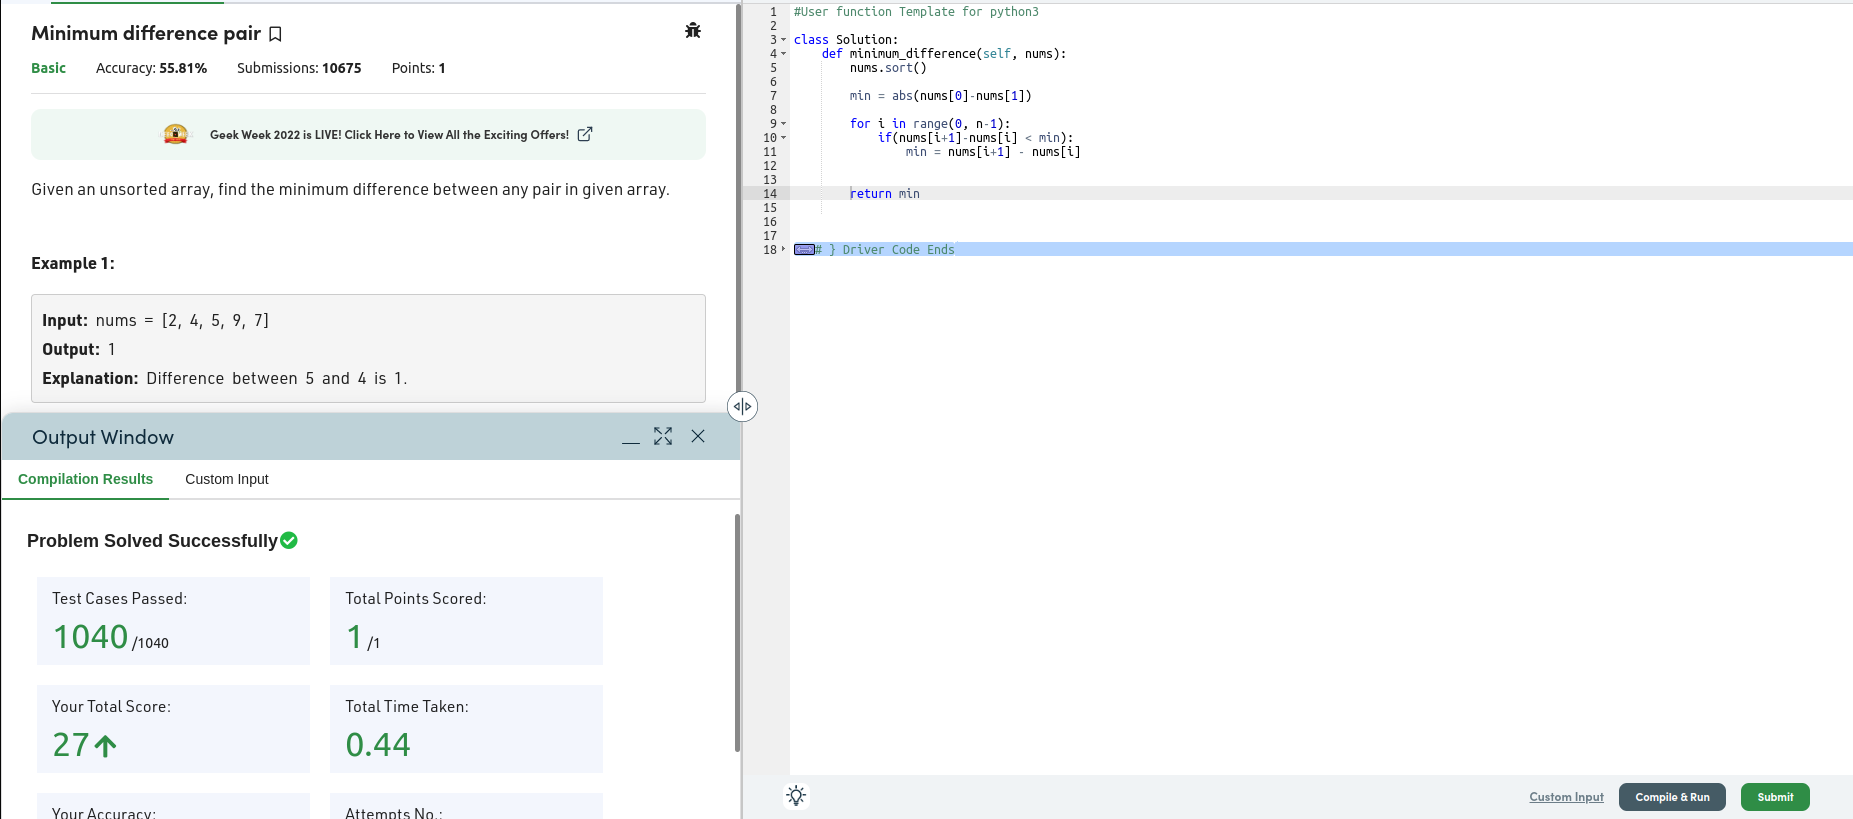 Minimum difference pair
Basic Accuracy: 55.81% Submissions: 10675 Points: 1
Geek Week 2022 is LIVE! Click Here to View All the Exciting Offers!
Given an unsorted array, find the minimum difference between any pair in given array.
Example 1:
Input: nums = [2, 4, 5, 9, 7]
Output: 1
Explanation: Difference between 5 and 4 is 1.
Output Window
Compilation Results Custom Input
Problem Solved Successfully
Test Cases Passed:
1040 /1040
Total Points Scored:
1 /1
Your Total Score:
27
Total Time Taken:
0.44
Your Accuracy:
Attempts No.:
1 #User function Template for python3
2
3 class Solution:
4     def minimum_difference(self, nums):
5         nums.sort()
6
7         min = abs(nums[0]-nums[1])
8
9         for i in range(0, n-1):
10             if(nums[i+1]-nums[i] < min):
11                 min = nums[i+1] - nums[i]
12
13
14         return min
15
16
17
18 # } Driver Code Ends
Custom Input Compile & Run Submit